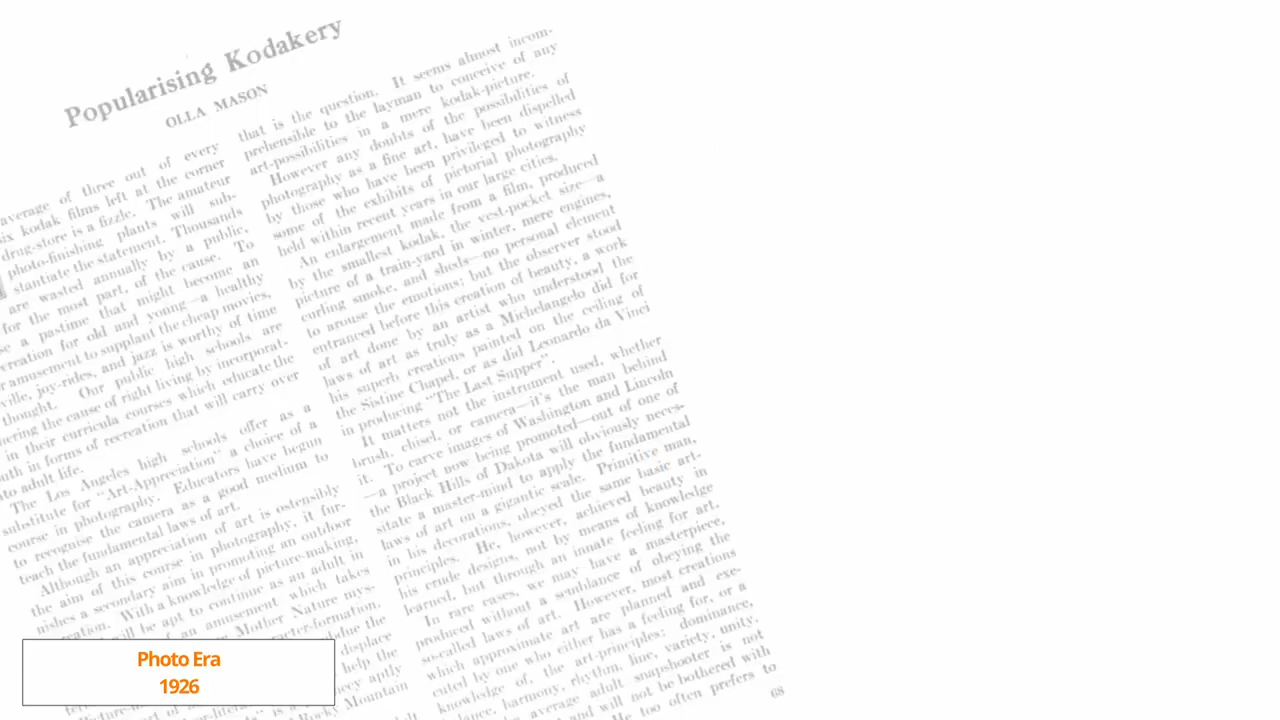 Popularising Kodakery
OLLA MASON
average of three out of every
six kodak films left at the corner
drug-store is a fizzle. The amateur
photo-finishing plants will sub-
stantiate the statement. Thousands
are wasted annually by a public,
for the most part, of the cause. To
a pastime that might become an
creation for old and young—a healthy
amusement to supplant the cheap movies,
ville, joy-rides, and jazz is worthy of time
thought. Our public high schools are
ering the cause of right living by incorporat-
in their curricula courses which educate the
uth in forms of recreation that will carry over
to adult life.
The Los Angeles high schools offer as a
substitute for "Art-Appreciation" a choice of a
course in photography. Educators have begun
to recognise the camera as a good medium to
teach the fundamental laws of art.
Although an appreciation of art is ostensibly
the aim of this course in photography, it fur-
nishes a secondary aim in promoting an outdoor
With a knowledge of picture-making,
will be apt to continue as an adult in
of an amusement which takes
Mother Nature mys-
character-formation.
the
displace
help the
aptly
Rocky Mountain
that is the question. It seems almost incom-
prehensible to the layman to conceive of any
art-possibilities in a mere kodak-picture.
However any doubts of the possibilities of
photography as a fine art, have been dispelled
by those who have been privileged to witness
some of the exhibits of pictorial photography
held within recent years in our large cities.
An enlargement made from a film, produced
by the smallest kodak, the vest-pocket size—a
picture of a train-yard in winter, mere engines,
curling smoke, and sheds—no personal element
to arouse the emotions; but the observer stood
entranced before this creation of beauty, a work
of art done by an artist who understood the
laws of art as truly as a Michelangelo did for
his superb creations painted on the ceiling of
the Sistine Chapel, or as did Leonardo da Vinci
in producing "The Last Supper".
It matters not the instrument used, whether
brush, chisel, or camera—it's the man behind
it.
To carve images of Washington and Lincoln
—a project now being promoted—out of one of
the Black Hills of Dakota will obviously neces-
sitate a master-mind to apply the fundamental
laws of art on a gigantic scale. Primitive man,
in his decorations, obeyed the same basic art-
principles. He, however, achieved beauty in
his crude designs, not by means of knowledge
learned, but through an innate feeling for art.
In rare cases, we may have a masterpiece,
produced without a semblance of obeying the
so-called laws of art. However, most creations
which approximate art are planned and exe-
cuted by one who either has a feeling for, or a
knowledge of, the art-principles: dominance,
balance, harmony, rhythm, line, variety, unity.
average adult snapshooter is not
and will not be bothered with
He too often prefers to
68
Photo Era
1926